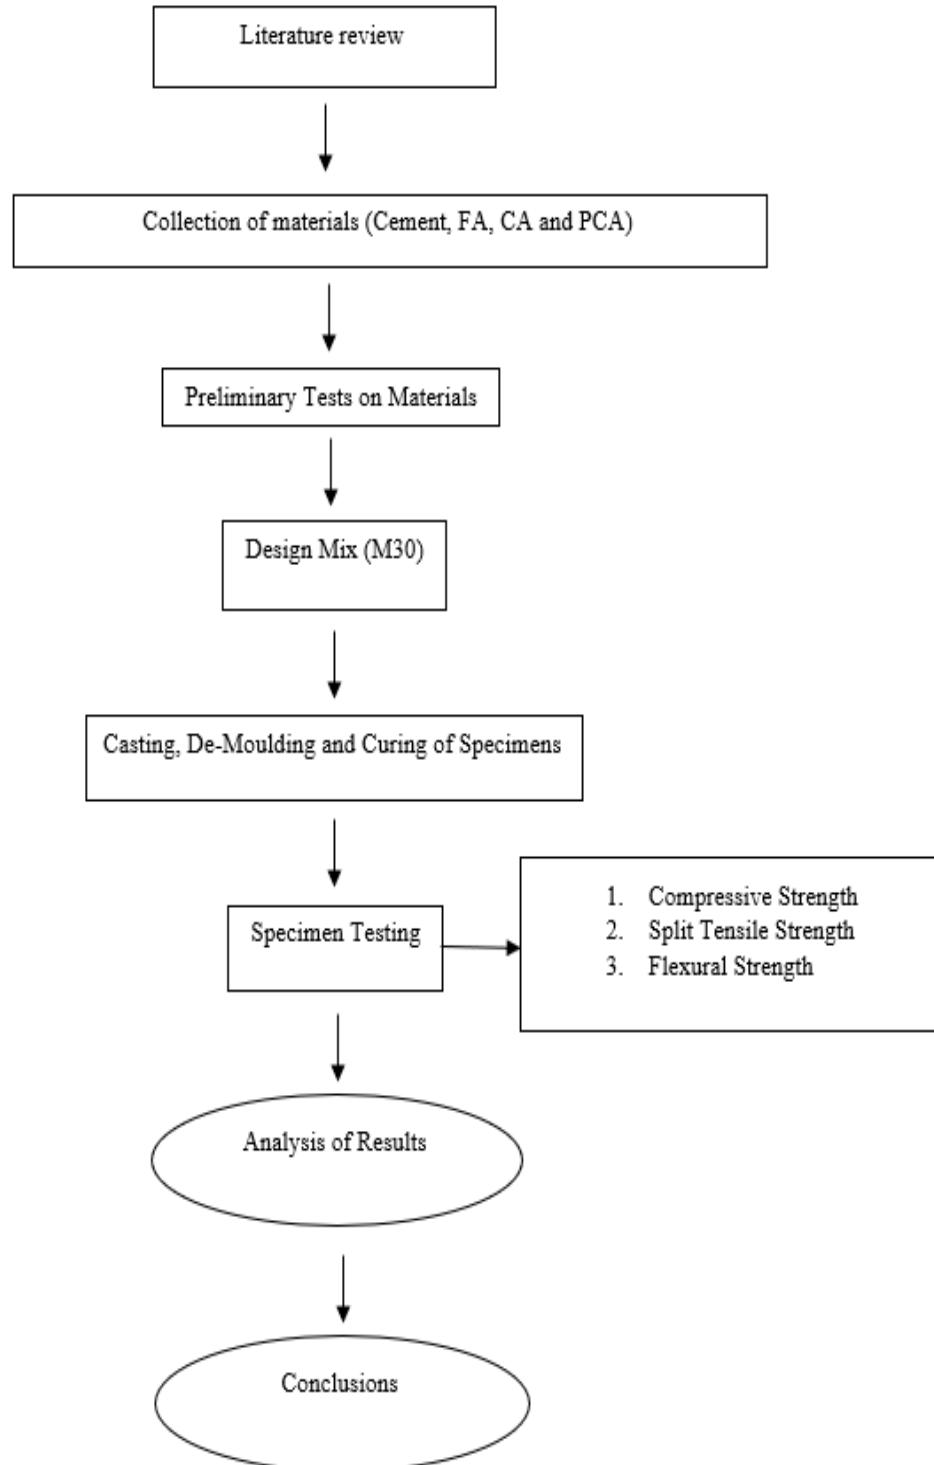 Literature review
Collection of materials (Cement, FA, CA and PCA)
Preliminary Tests on Materials
Design Mix (M30)
Casting, De-Moulding and Curing of Specimens
Specimen Testing
1. Compressive Strength
2. Split Tensile Strength
3. Flexural Strength
Analysis of Results
Conclusions